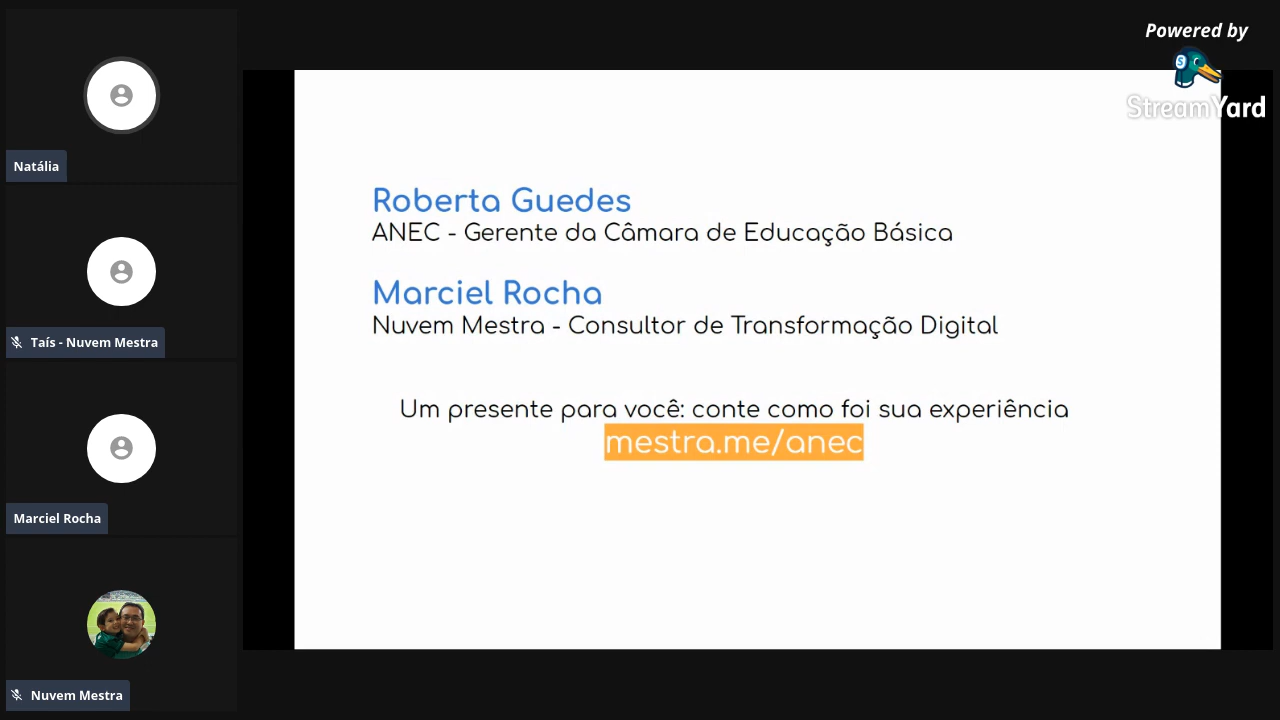 Powered by
StreamYard
Natália
Taís - Nuvem Mestra
Marciel Rocha
Nuvem Mestra
Roberta Guedes
ANEC - Gerente da Câmara de Educação Básica
Marciel Rocha
Nuvem Mestra - Consultor de Transformação Digital
Um presente para você: conte como foi sua experiência
mestra.me/anec